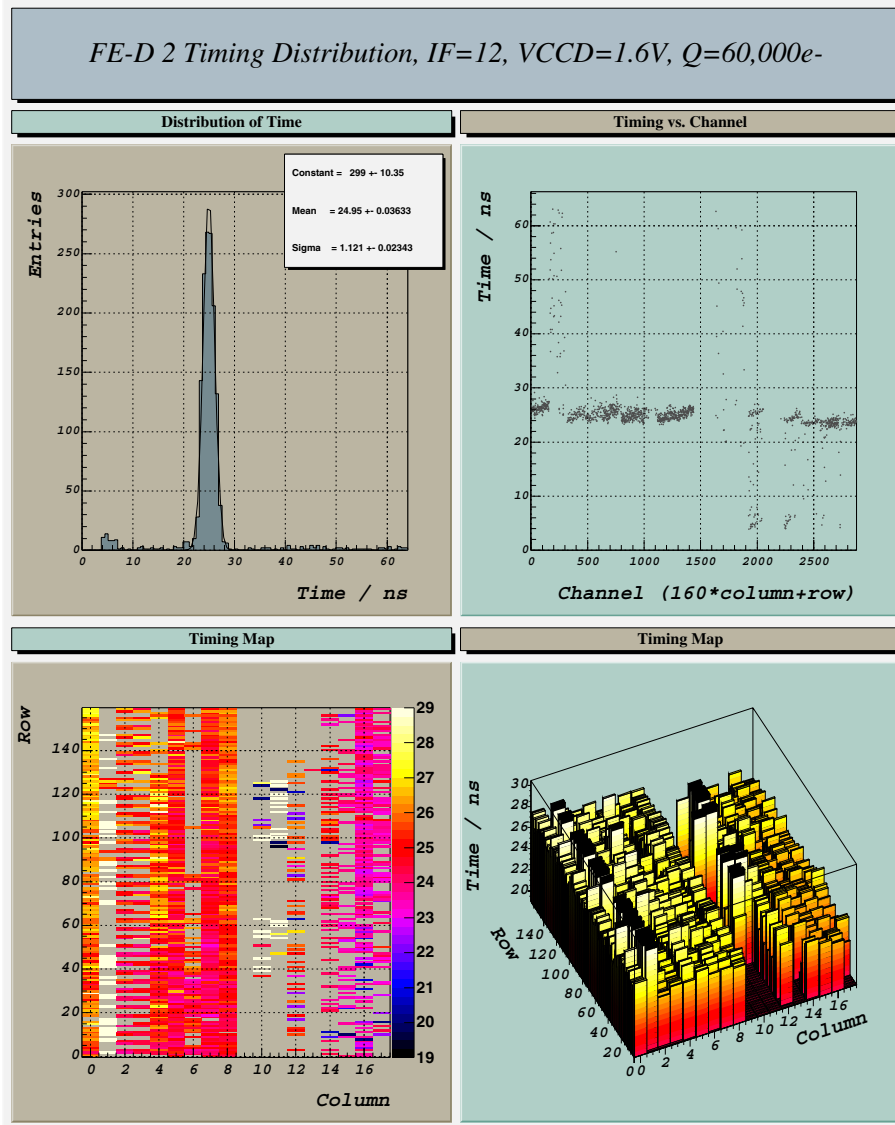 FE-D 2 Timing Distribution, IF=12, VCCD=1.6V, Q=60,000e-
Distribution of Time
Constant = 299 +- 10.35
Mean = 24.95 +- 0.03633
Sigma = 1.121 +- 0.02343
Entries
300
250
200
150
100
50
0
0 10 20 30 40 50 60
Time / ns
Timing vs. Channel
Time / ns
60
50
40
30
20
10
0
0 500 1000 1500 2000 2500
Channel (160*column+row)
Timing Map
Row
140
120
100
80
60
40
20
0
0 2 4 6 8 10 12 14 16
Column
29
28
27
26
25
24
23
22
21
20
19
Timing Map
Time / ns
30
28
26
24
22
20
Row
140
120
100
80
60
40
20
0
0 2 4 6 8 10 12 14 16
Column